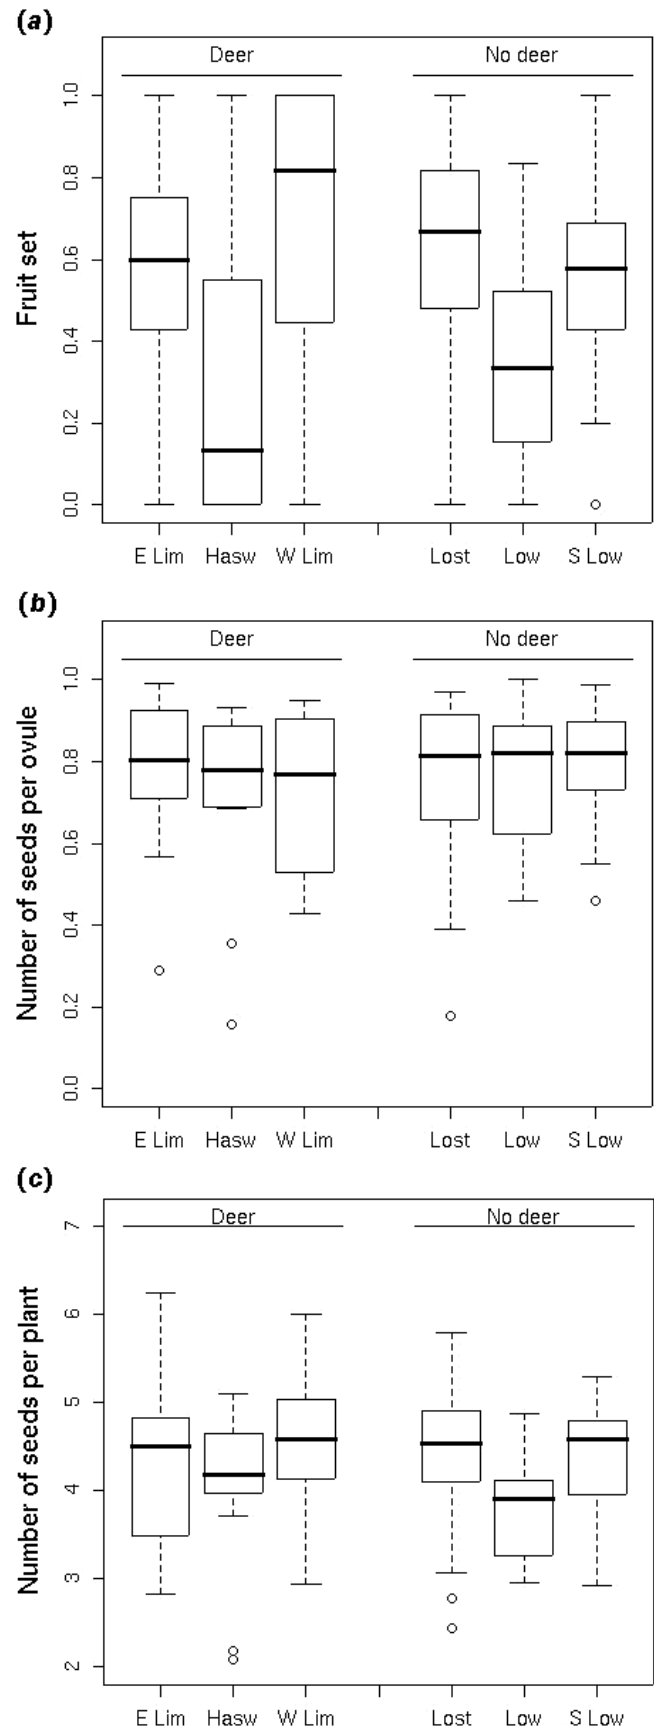 (a)
Deer No deer
Fruit set
1.0
0.8
0.6
0.4
0.2
0.0
E Lim Hasw W Lim Lost Low S Low
(b)
Deer No deer
Number of seeds per ovule
1.0
0.8
0.6
0.4
0.2
0.0
E Lim Hasw W Lim Lost Low S Low
(c)
Deer No deer
Number of seeds per plant
7
6
5
4
3
2
E Lim Hasw W Lim Lost Low S Low